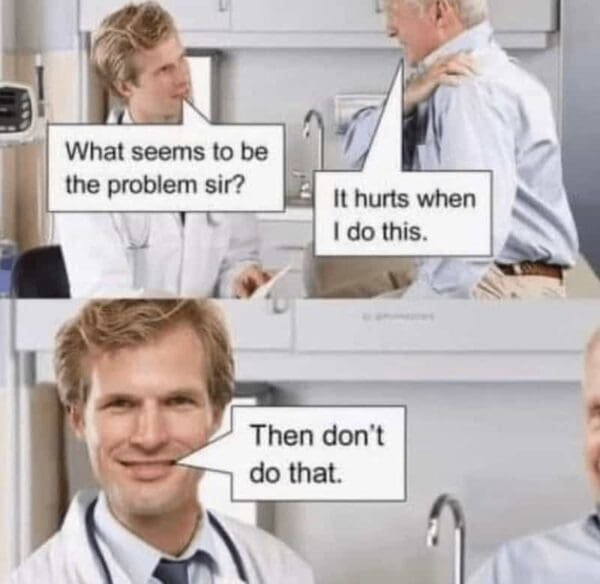 What seems to be
the problem sir?
It hurts when
I do this.
Then don't
do that.